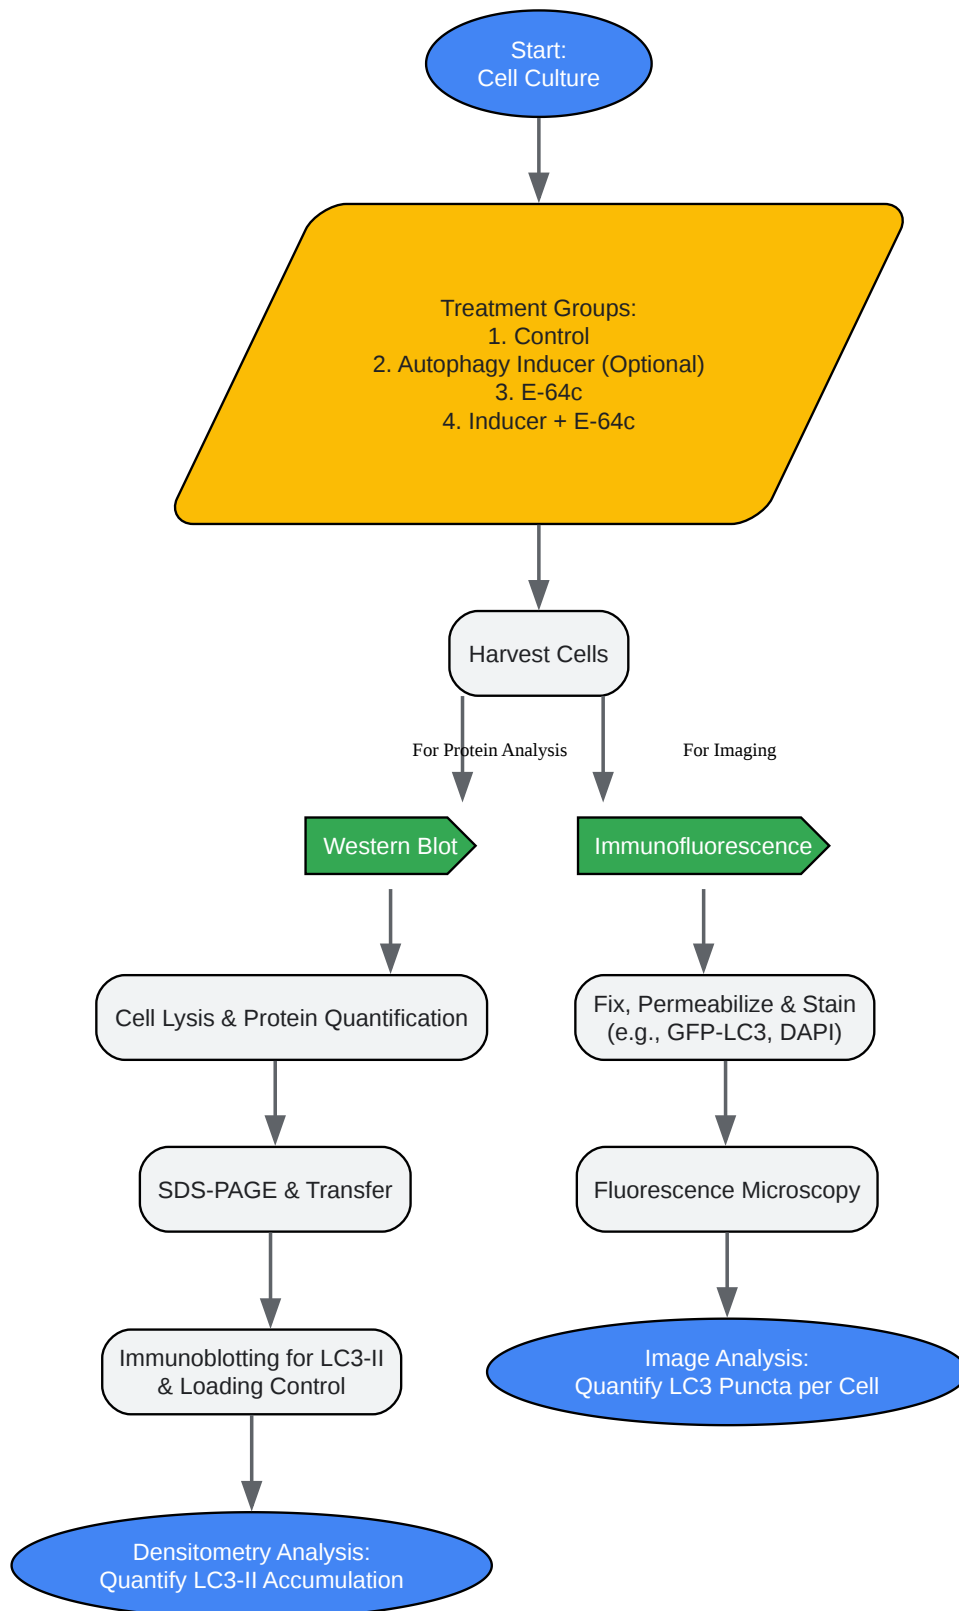 Start:
Cell Culture
Treatment Groups:
1. Control
2. Autophagy Inducer (Optional)
3. E-64c
4. Inducer + E-64c
Harvest Cells
For Protein Analysis
For Imaging
Western Blot
Immunofluorescence
Cell Lysis & Protein Quantification
Fix, Permeabilize & Stain
(e.g., GFP-LC3, DAPI)
SDS-PAGE & Transfer
Fluorescence Microscopy
Immunoblotting for LC3-II
& Loading Control
Image Analysis:
Quantify LC3 Puncta per Cell
Densitometry Analysis:
Quantify LC3-II Accumulation